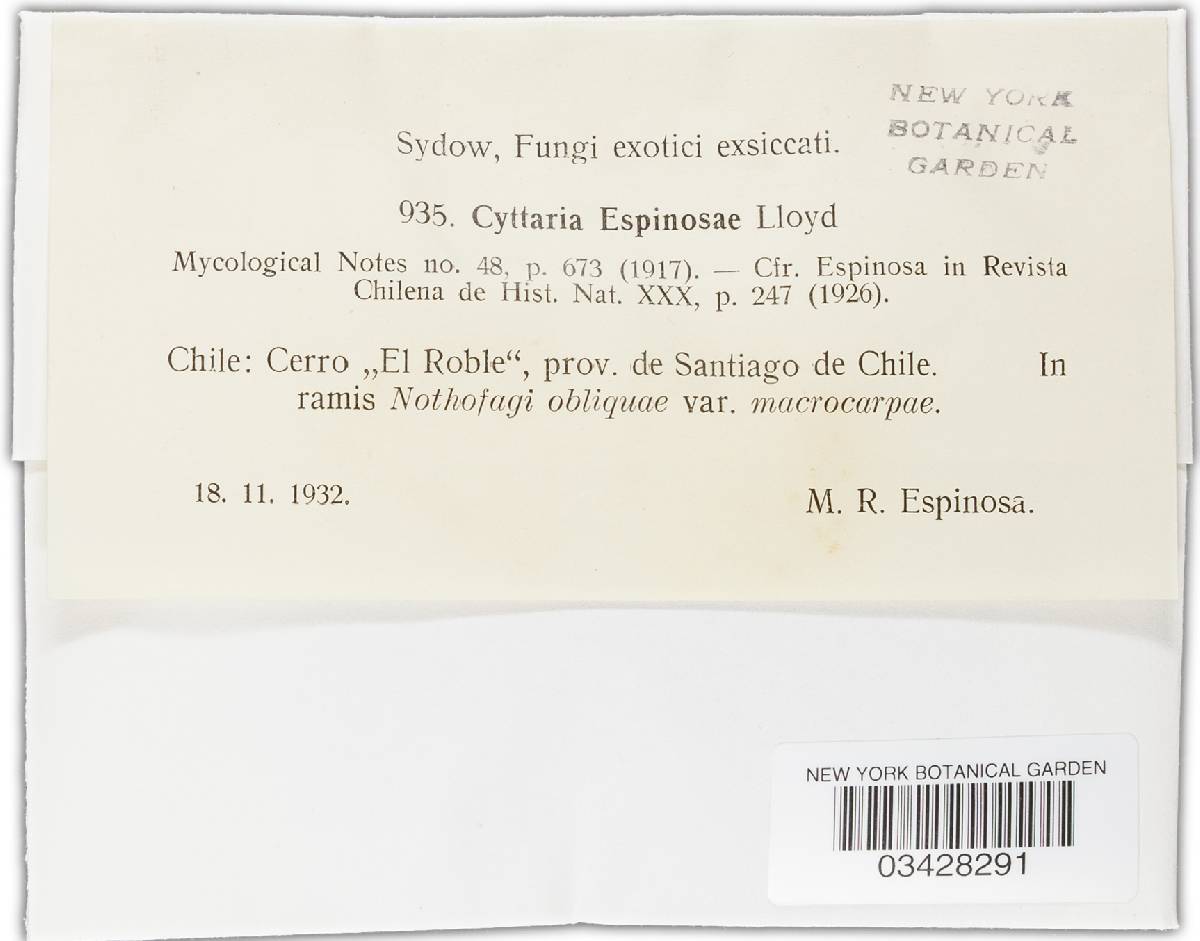 NEW YORK
BOTANICAL
GARDEN
Sydow, Fungi exotici exsiccati.
935. Cyttaria Espinosae Lloyd
Mycological Notes no. 48, p. 673 (1917). — Cfr. Espinosa in Revista
Chilena de Hist. Nat. XXX, p. 247 (1926).
Chile: Cerro „El Roble“, prov. de Santiago de Chile. In
ramis Nothofagi obliquae var. macrocarpae.
18. 11. 1932. M. R. Espinosa.
NEW YORK BOTANICAL GARDEN
03428291